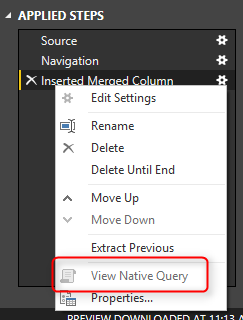 APPLIED STEPS
Source
Navigation
Inserted Merged Column
Edit Settings
Rename
Delete
Delete Until End
Move Up
Move Down
Extract Previous
View Native Query
Properties...
PREVIEW DOWNLOADED AT 11:13 A